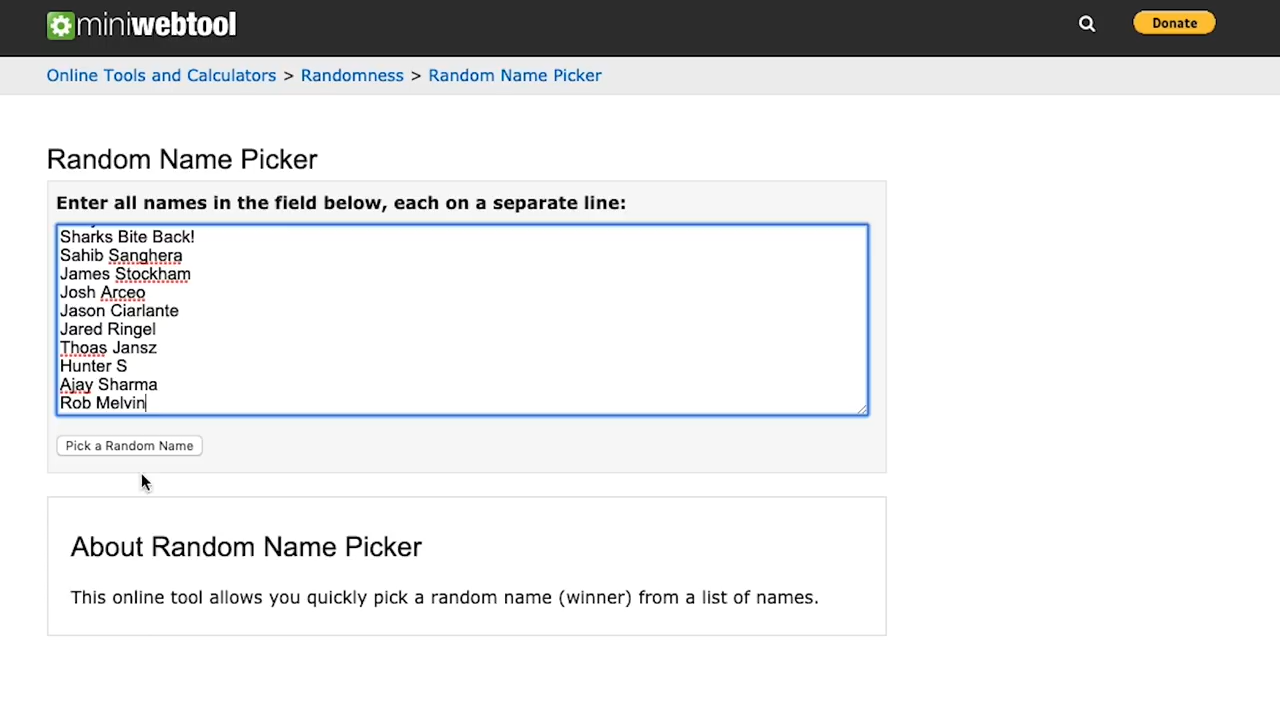 miniwebtool
Donate
Online Tools and Calculators > Randomness > Random Name Picker
Random Name Picker
Enter all names in the field below, each on a separate line:
Sharks Bite Back!
Sahib Sanghera
James Stockham
Josh Arceo
Jason Ciarlante
Jared Ringel
Thoas Jansz
Hunter S
Ajay Sharma
Rob Melvin
Pick a Random Name
About Random Name Picker
This online tool allows you quickly pick a random name (winner) from a list of names.